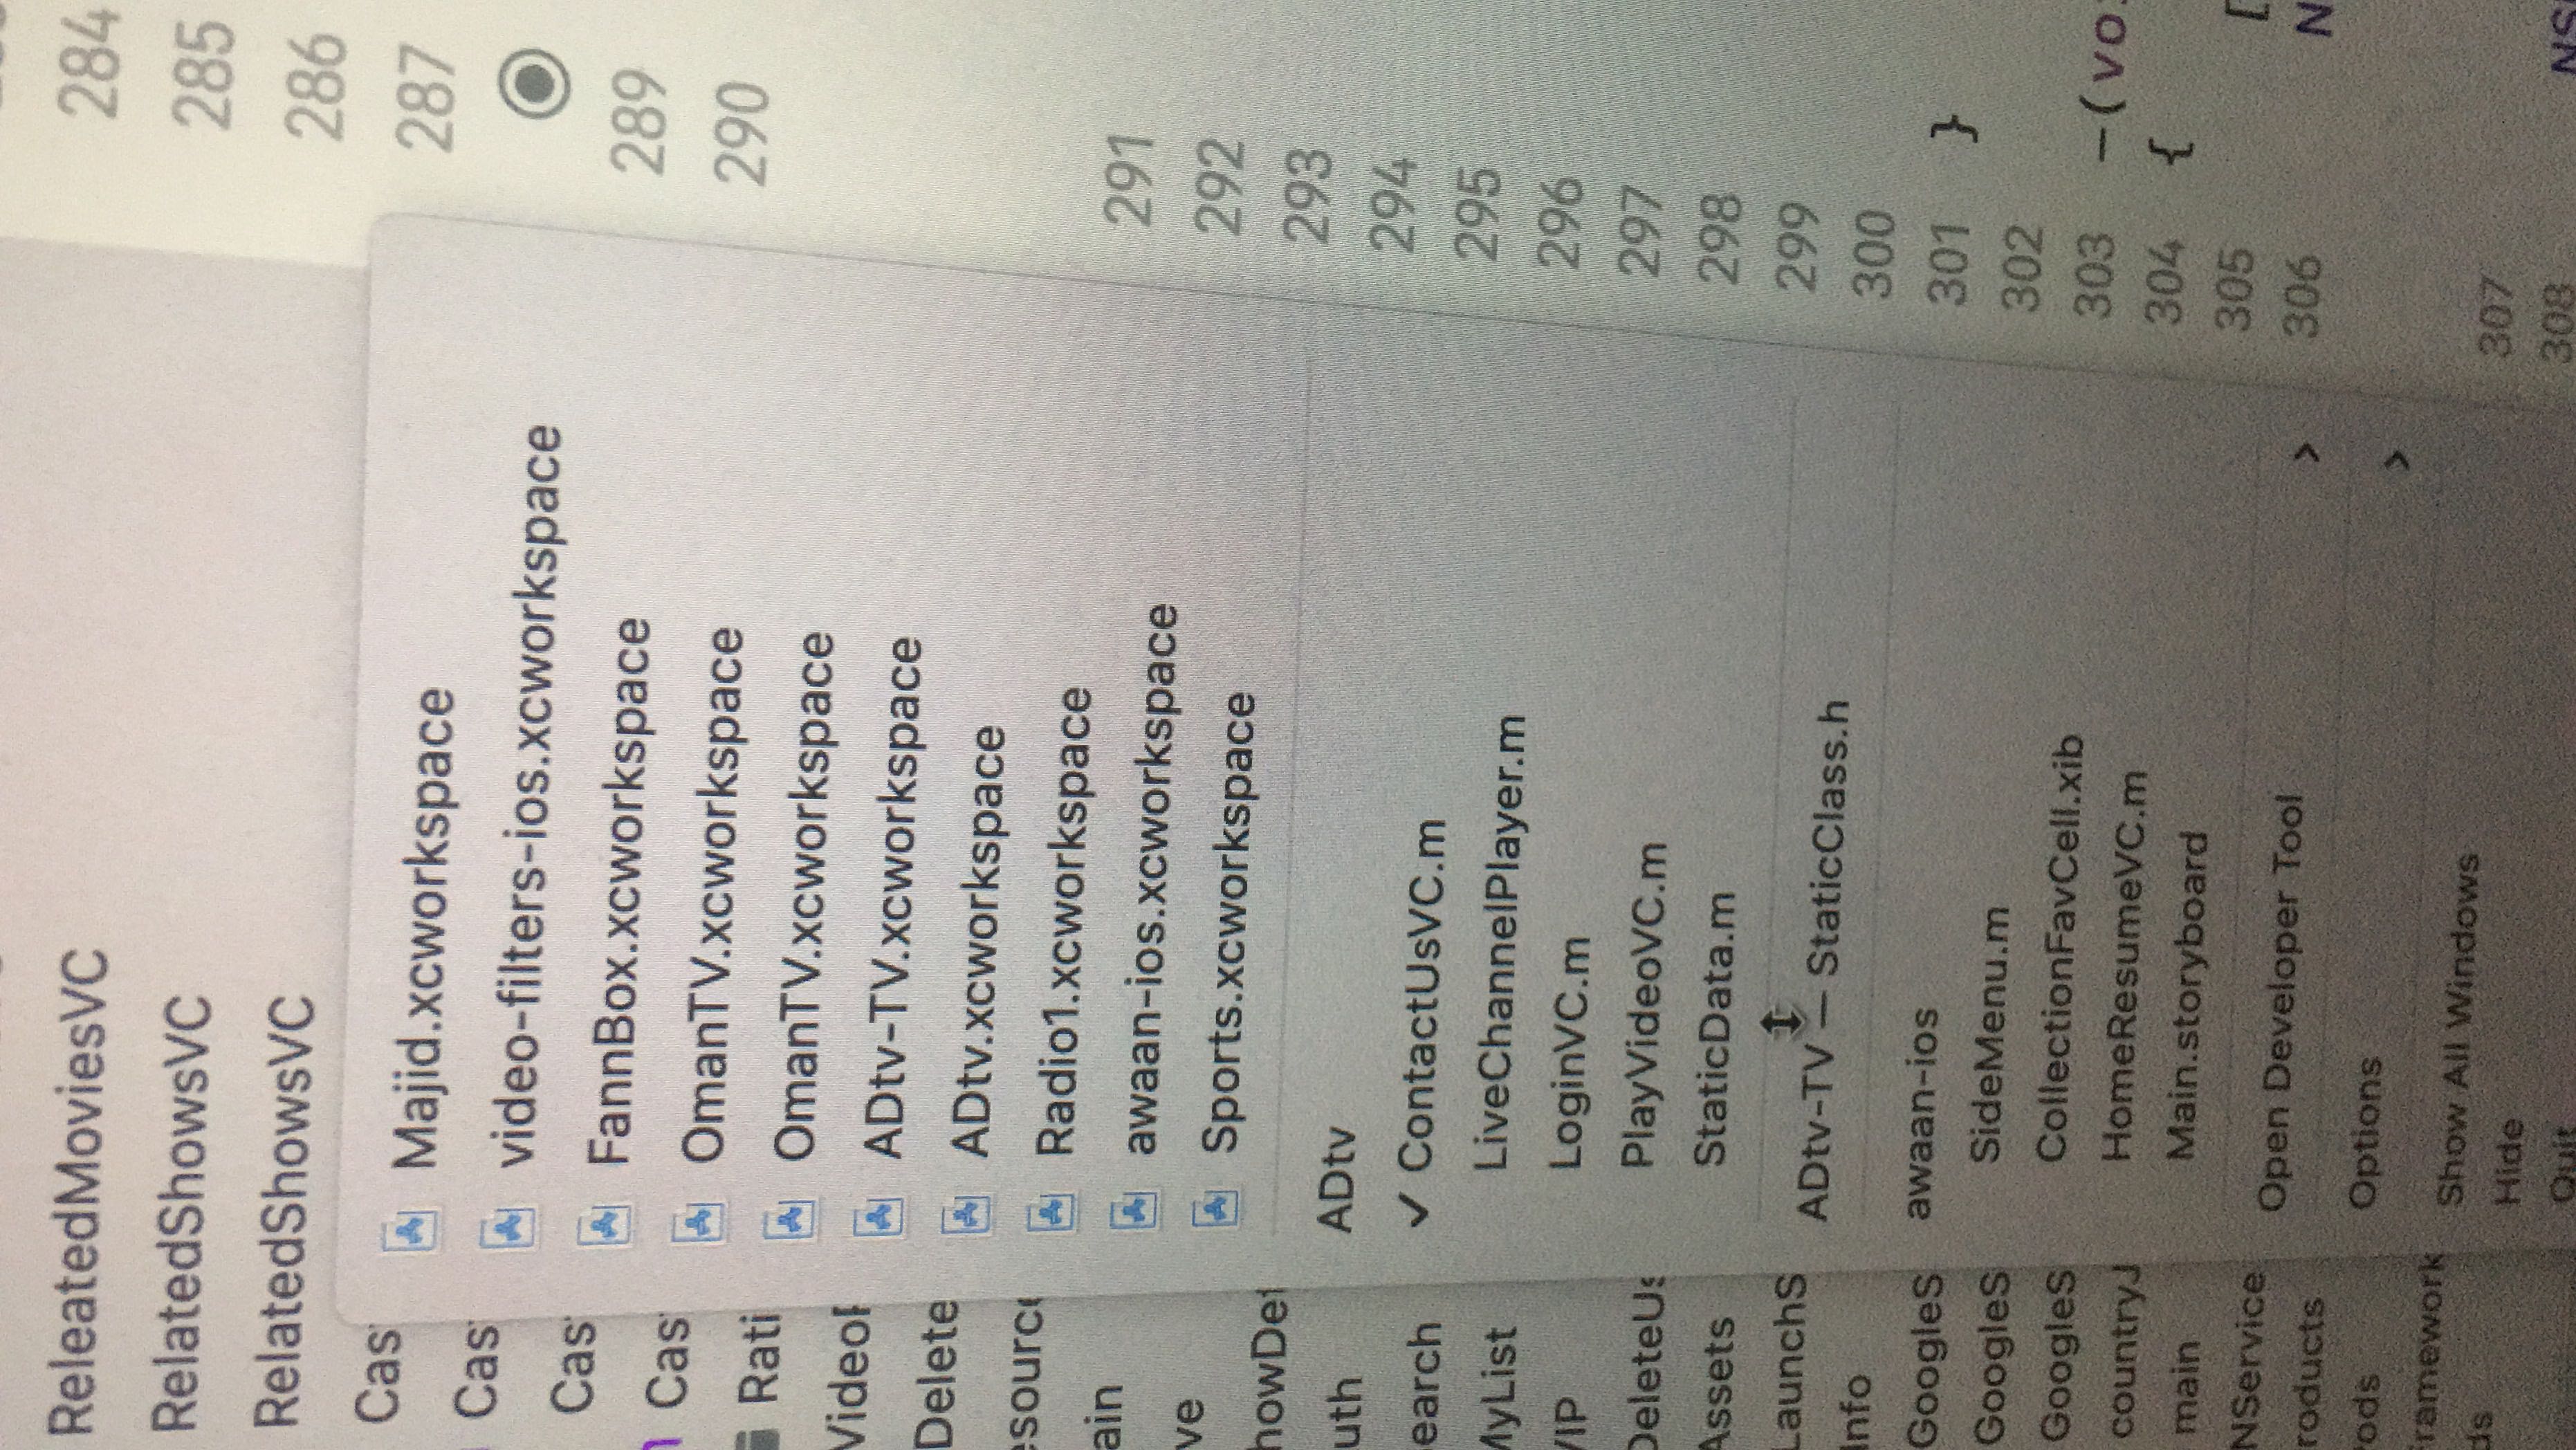 ReleatedMoviesVC
RelatedShowsVC
RelatedShowsVC
Cas
Cas
Cas
Cas
Rati
Video
Delete
esource
ain
ve
howDet
uth
earch
MyList
VIP
DeleteUs
Assets
LaunchS
Info
GoogleS
GoogleS
GoogleS
countryJ
main
NService
roducts
ods
ramework
ds
Majid.xcworkspace
video-filters-ios.xcworkspace
FannBox.xcworkspace
OmanTV.xcworkspace
OmanTV.xcworkspace
ADtv-TV.xcworkspace
ADtv.xcworkspace
Radio1.xcworkspace
awaan-ios.xcworkspace
Sports.xcworkspace
ADtv
✓ ContactUsVC.m
LiveChannelPlayer.m
LoginVC.m
PlayVideoVC.m
StaticData.m
ADtv-TV — StaticClass.h
awaan-ios
SideMenu.m
CollectionFavCell.xib
HomeResumeVC.m
Main.storyboard
Open Developer Tool >
Options >
Show All Windows
Hide
Quit
284
285
286
287
289
290
291
292
293
294
295
296
297
298
299
300
301 }
302
303 -(vo
304 {
305 [
306 N
307
308 NS